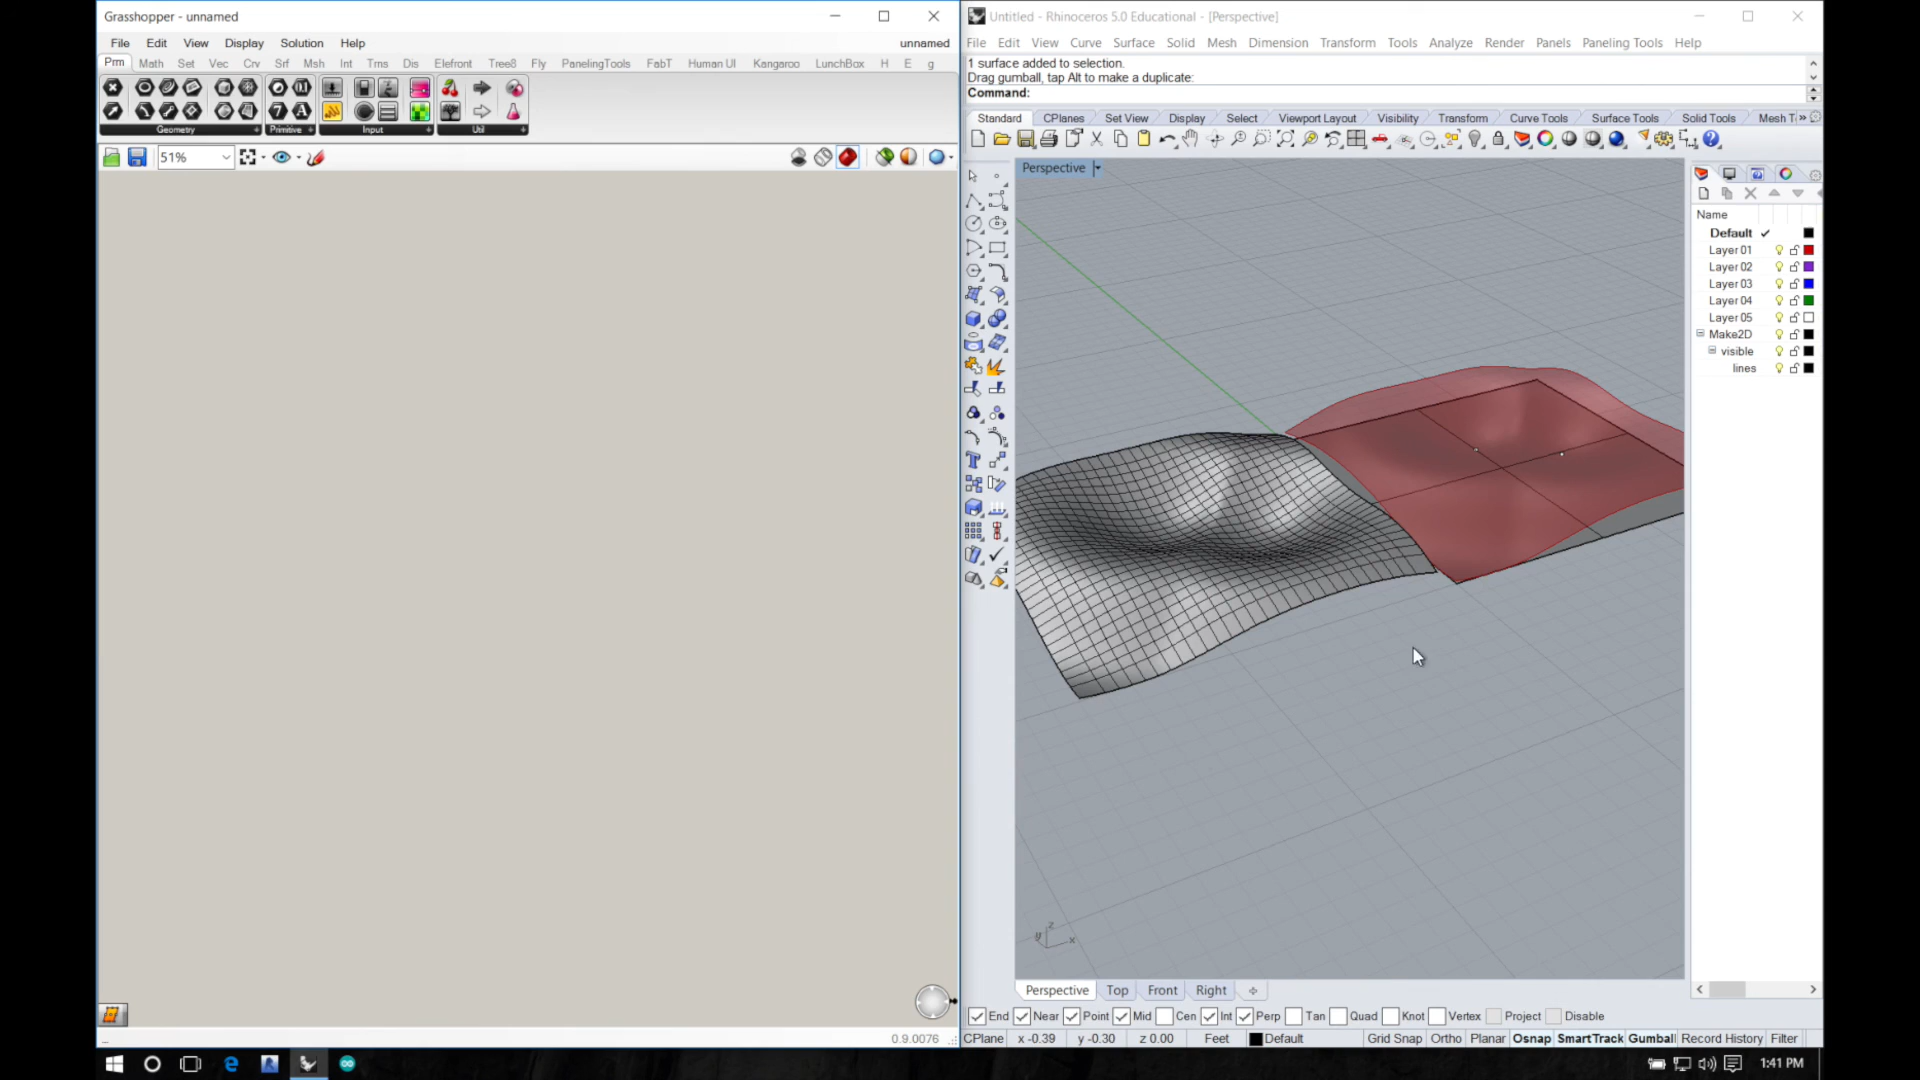 Grasshopper - unnamed
File Edit View Display Solution Help unnamed
Prm Math Set Vec Crv Srf Msh Int Trns Dis Elefront Tree8 Fly PanelingTools FabT Human UI Kangaroo LunchBox H E g
Geometry Primitive Input Util
51%
0.9.0076
Untitled - Rhinoceros 5.0 Educational - [Perspective]
File Edit View Curve Surface Solid Mesh Dimension Transform Tools Analyze Render Panels Paneling Tools Help
1 surface added to selection.
Drag gumball, tap Alt to make a duplicate:
Command:
Standard CPlanes Set View Display Select Viewport Layout Visibility Transform Curve Tools Surface Tools Solid Tools Mesh T
Perspective
Name
Default
Layer 01
Layer 02
Layer 03
Layer 04
Layer 05
Make2D
visible
lines
z
y x
Perspective Top Front Right
End Near Point Mid Cen Int Perp Tan Quad Knot Vertex Project Disable
CPlane x -0.39 y -0.30 z 0.00 Feet Default Grid Snap Ortho Planar Osnap SmartTrack Gumbal Record History Filter
1:41 PM